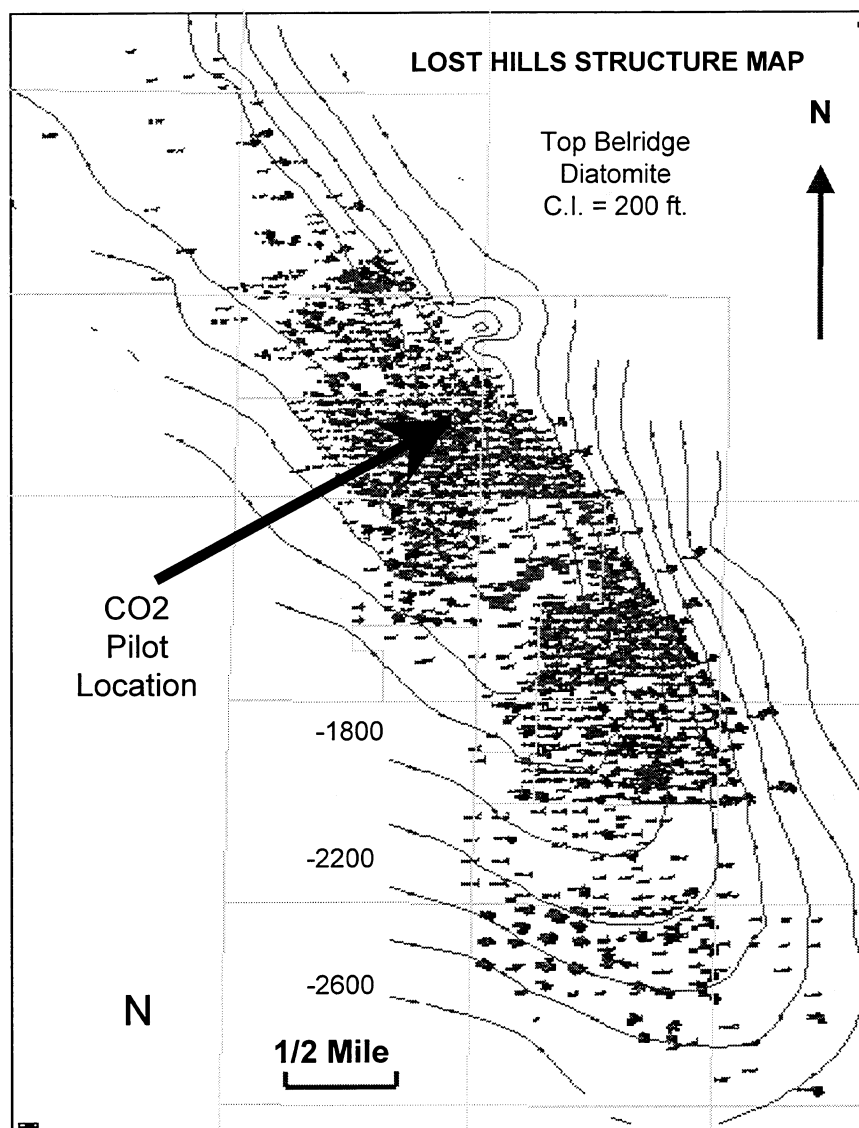 LOST HILLS STRUCTURE MAP
N
Top Belridge
Diatomite
C.I. = 200 ft.
CO2
Pilot
Location
-1800
-2200
-2600
N
1/2 Mile